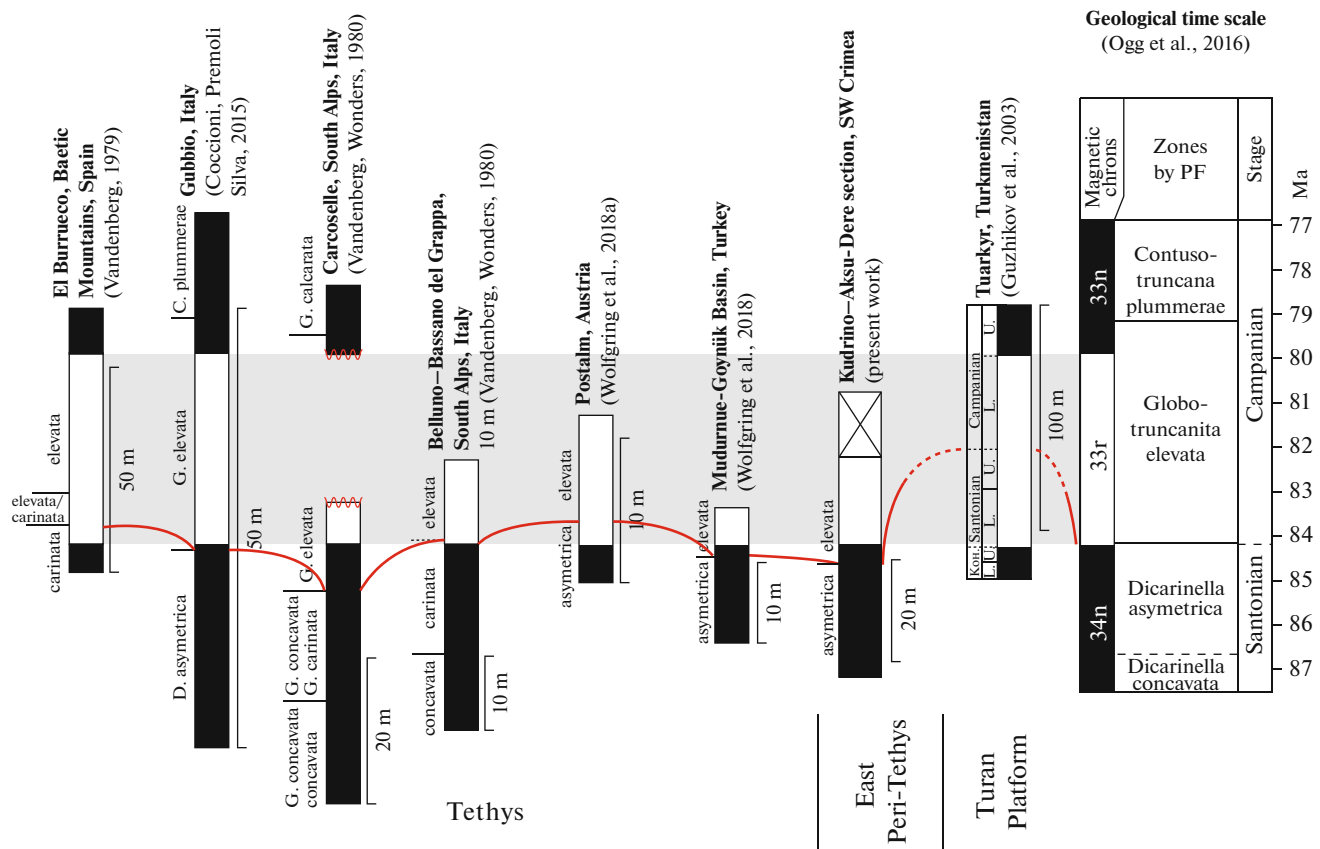 Geological time scale
(Ogg et al., 2016)
El Burrueco, Baetic
Mountains, Spain
(Vandenberg, 1979)
elevata
elevata/
carinata
carinata
50 m
Gubbio, Italy
(Coccioni, Premoli
Silva, 2015)
C. plummerae
G. elevata
D. asymetrica
50 m
Carcoselle, South Alps, Italy
(Vandenberg, Wonders, 1980)
G. calcarata
G. elevata
G. concavata
G. carinata
G. concavata
concavata
20 m
Belluno–Bassano del Grappa,
South Alps, Italy
10 m (Vandenberg, Wonders, 1980)
elevata
carinata
concavata
10 m
Postalm, Austria
(Wolfgring et al., 2018a)
elevata
asymetrica
10 m
Mudurnue-Goynük Basin, Turkey
(Wolfgring et al., 2018)
elevata
asymetrica
10 m
Kudrino–Aksu-Dere section, SW Crimea
(present work)
elevata
asymetrica
20 m
Tuarkyr, Turkmenistan
(Guzhikov et al., 2003)
Campanian
U.
L.
Santonian
U.
L.
Кон.
U.
L.
100 m
Magnetic
chrons
Zones
by PF
Stage
Ma
33n
33r
34n
Contuso-
truncana
plummerae
Globo-
truncanita
elevata
Dicarinella
asymetrica
Dicarinella
concavata
Campanian
Santonian
77
78
79
80
81
82
83
84
85
86
87
Tethys
East
Peri-Tethys
Turan
Platform